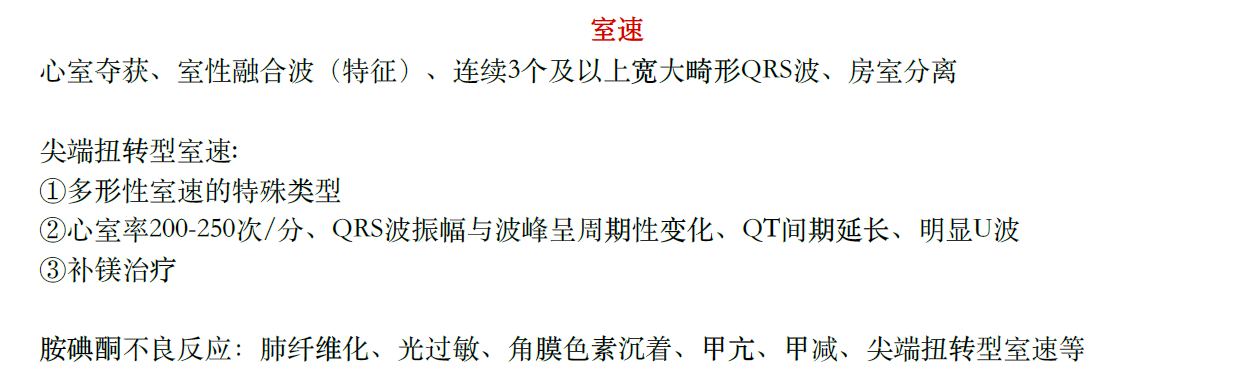 室速
心室夺获、室性融合波（特征）、连续3个及以上宽大畸形QRS波、房室分离
尖端扭转型室速:
①多形性室速的特殊类型
②心室率200-250次/分、QRS波振幅与波峰呈周期性变化、QT间期延长、明显U波
③补镁治疗
胺碘酮不良反应：肺纤维化、光过敏、角膜色素沉着、甲亢、甲减、尖端扭转型室速等